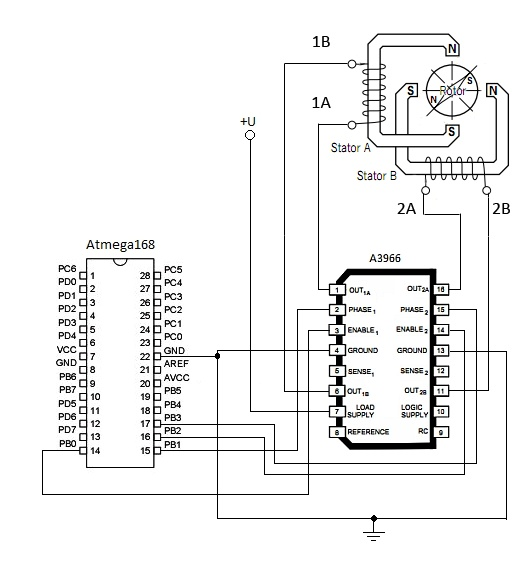 1B
N
S
S
Rotor
N
S
N
1A
+U
Stator A
S
Stator B
2A
2B
Atmega168
A3966
PC6 1 28 PC5
PD0 2 27 PC4
PD1 3 26 PC3
PD2 4 25 PC2
PD3 5 24 PC1
PD4 6 23 PC0
VCC 7 22 GND
GND 8 21 AREF
PB6 9 20 AVCC
PB7 10 19 PB5
PD5 11 18 PB4
PD6 12 17 PB3
PD7 13 16 PB2
PB0 14 15 PB1
1 OUT1A OUT2A 16
2 PHASE1 PHASE2 15
3 ENABLE1 ENABLE2 14
4 GROUND GROUND 13
5 SENSE1 SENSE2 12
6 OUT1B OUT2B 11
7 LOAD SUPPLY LOGIC SUPPLY 10
8 REFERENCE RC 9